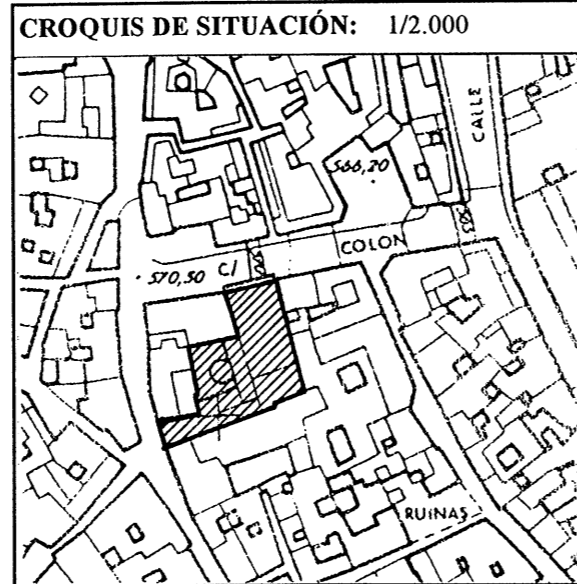 CROQUIS DE SITUACIÓN: 1/2.000
CALLE
566,20
COLON
C/
570,50
RUINAS